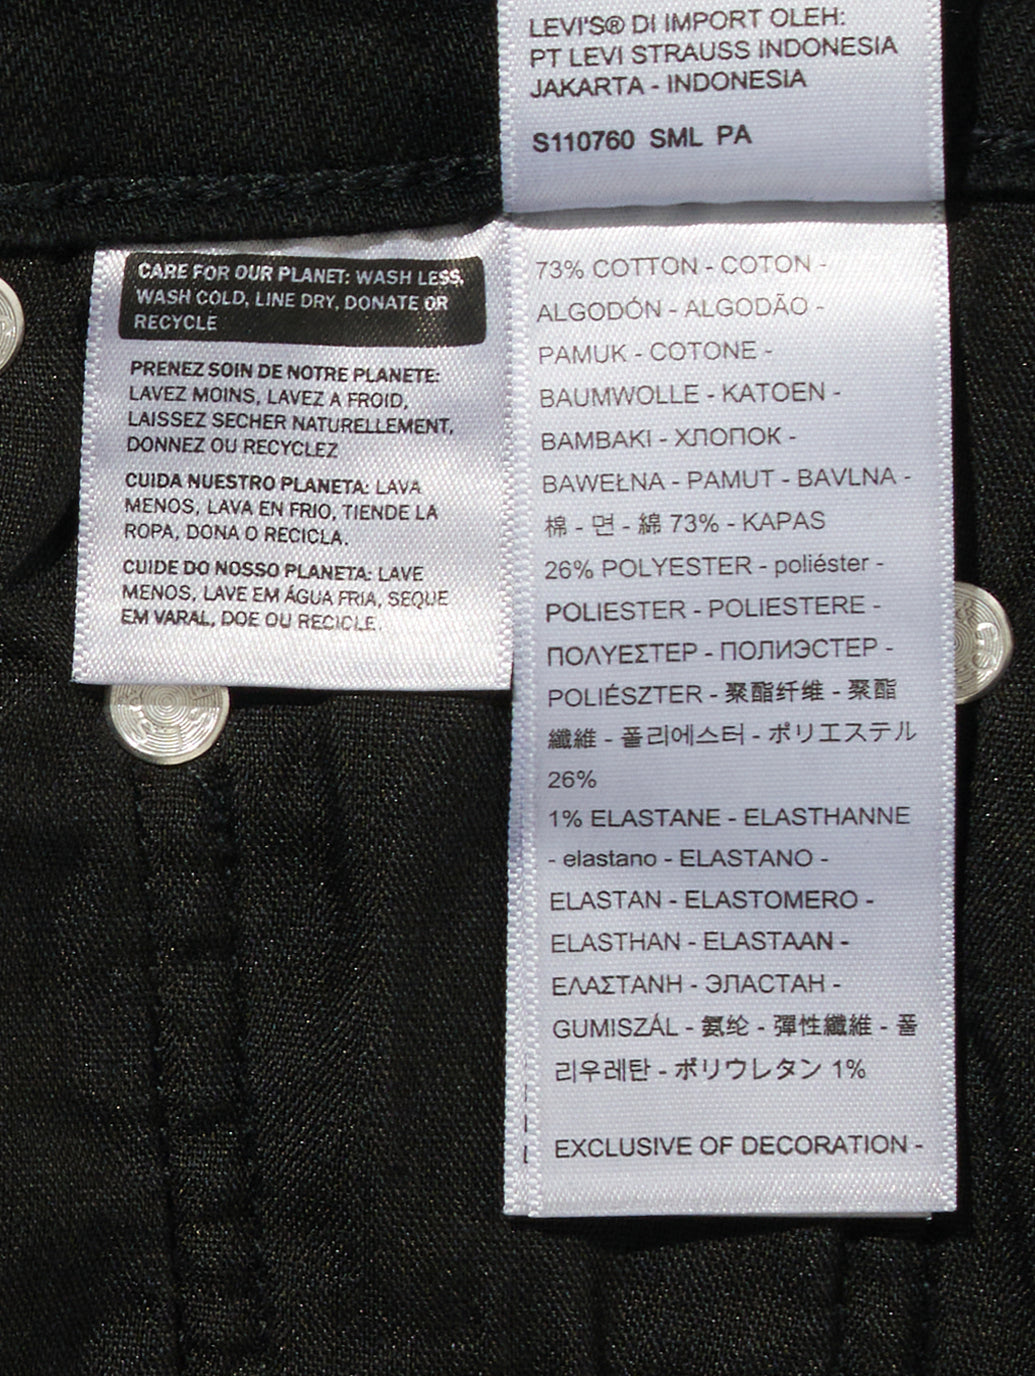 LEVI'S® DI IMPORT OLEH:
PT LEVI STRAUSS INDONESIA
JAKARTA - INDONESIA
S110760 SML PA
CARE FOR OUR PLANET: WASH LESS,
WASH COLD, LINE DRY, DONATE OR
RECYCLE
PRENEZ SOIN DE NOTRE PLANETE:
LAVEZ MOINS, LAVEZ A FROID,
LAISSEZ SECHER NATURELLEMENT,
DONNEZ OU RECYCLEZ
CUIDA NUESTRO PLANETA: LAVA
MENOS, LAVA EN FRIO, TIENDE LA
ROPA, DONA O RECICLA.
CUIDE DO NOSSO PLANETA: LAVE
MENOS, LAVE EM ÁGUA FRIA, SEQUE
EM VARAL, DOE OU RECICLE.
73% COTTON - COTON -
ALGODÓN - ALGODÃO -
PAMUK - COTONE -
BAUMWOLLE - KATOEN -
BAMBAKI - ХЛОПОК -
BAWEŁNA - PAMUT - BAVLNA -
棉 - 면 - 綿 73% - KAPAS
26% POLYESTER - poliéster -
POLIESTER - POLIESTERE -
ΠΟΛΥΕΣΤΕΡ - ПОЛИЭСТЕР -
POLIÉSZTER - 聚酯纤维 - 聚酯
纖維 - 폴리에스터 - ポリエステル
26%
1% ELASTANE - ELASTHANNE
- elastano - ELASTANO -
ELASTAN - ELASTOMERO -
ELASTHAN - ELASTAAN -
ΕΛΑΣΤΑΝΗ - ЭЛАСТАН -
GUMISZÁL - 氨纶 - 彈性纖維 - 폴
리우레탄 - ポリウレタン 1%
EXCLUSIVE OF DECORATION -